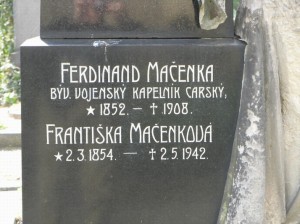 FERDINAND MAČENKA
BÝV. VOJENSKÝ KAPELNÍK CARSKÝ,
★ 1852. — † 1908.
FRANTIŠKA MAČENKOVÁ
★ 2.3.1854. — † 2.5.1942.